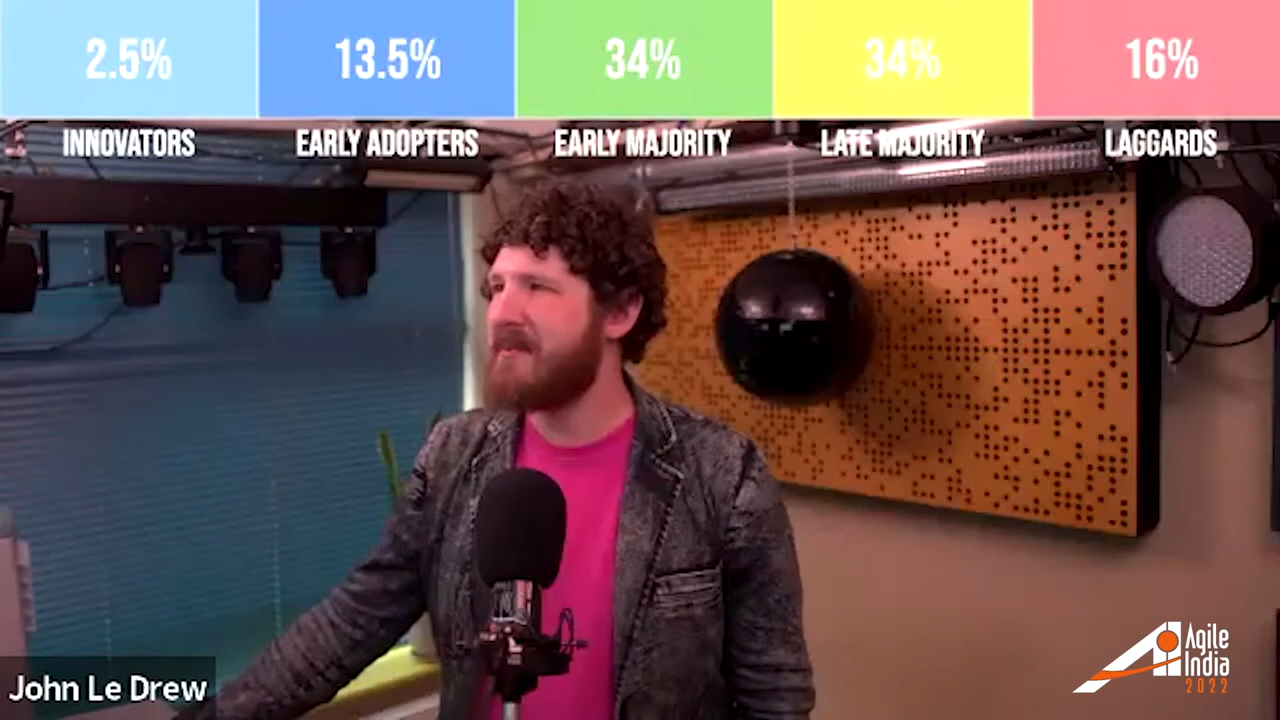 2.5%
13.5%
34%
34%
16%
INNOVATORS
EARLY ADOPTERS
EARLY MAJORITY
LATE MAJORITY
LAGGARDS
John Le Drew
Agile
India
2022